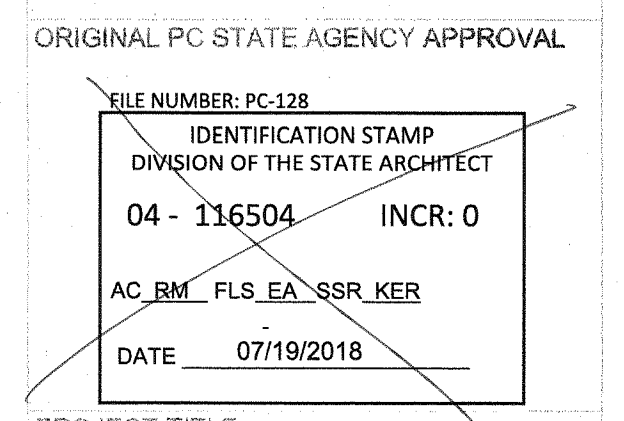 ORIGINAL PC STATE AGENCY APPROVAL
FILE NUMBER: PC-128
IDENTIFICATION STAMP
DIVISION OF THE STATE ARCHITECT
04 - 116504 INCR: 0
AC RM FLS EA SSR KER
-
DATE 07/19/2018